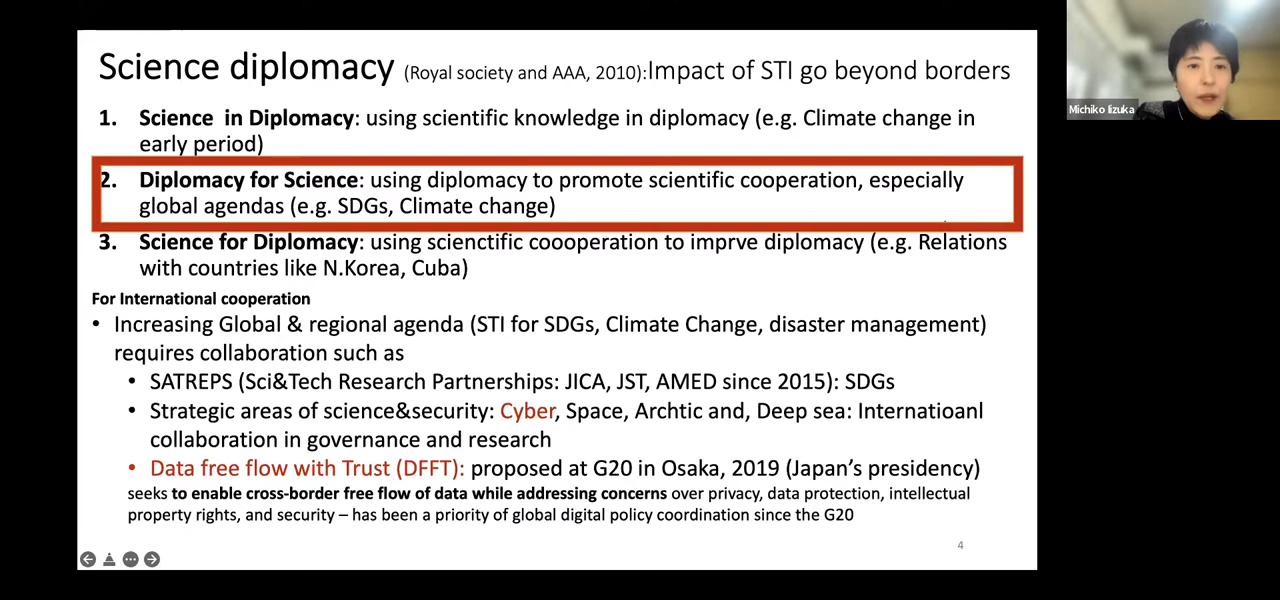 Science diplomacy (Royal society and AAA, 2010):Impact of STI go beyond borders
1. Science in Diplomacy: using scientific knowledge in diplomacy (e.g. Climate change in
early period)
2. Diplomacy for Science: using diplomacy to promote scientific cooperation, especially
global agendas (e.g. SDGs, Climate change)
3. Science for Diplomacy: using scienctific coooperation to imprve diplomacy (e.g. Relations
with countries like N.Korea, Cuba)
For International cooperation
• Increasing Global & regional agenda (STI for SDGs, Climate Change, disaster management)
requires collaboration such as
• SATREPS (Sci&Tech Research Partnerships: JICA, JST, AMED since 2015): SDGs
• Strategic areas of science&security: Cyber, Space, Archtic and, Deep sea: Internatioanl
collaboration in governance and research
• Data free flow with Trust (DFFT): proposed at G20 in Osaka, 2019 (Japan's presidency)
seeks to enable cross-border free flow of data while addressing concerns over privacy, data protection, intellectual
property rights, and security – has been a priority of global digital policy coordination since the G20
4
Michiko Iizuka